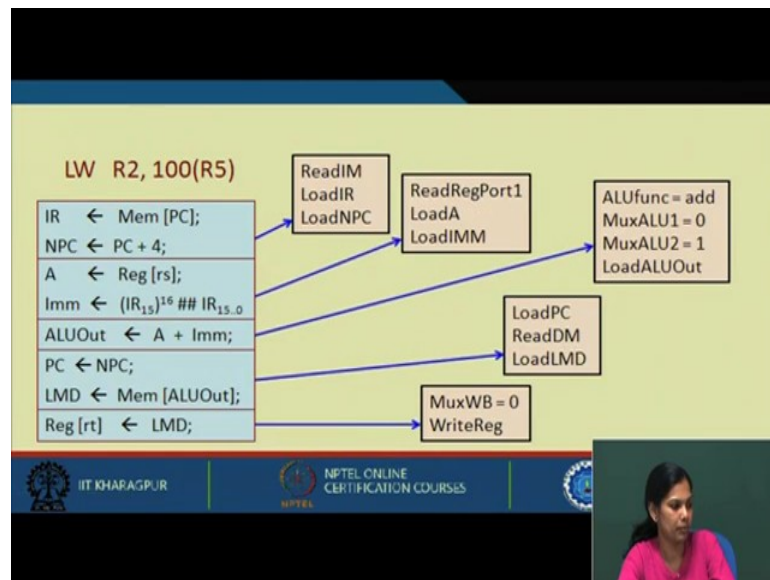 LW R2, 100(R5)
IR ← Mem [PC];
NPC ← PC + 4;
A ← Reg [rs];
Imm ← (IR₁₅)¹⁶ ## IR₁₅..₀
ALUOut ← A + Imm;
PC ← NPC;
LMD ← Mem [ALUOut];
Reg [rt] ← LMD;
ReadIM
LoadIR
LoadNPC
ReadRegPort1
LoadA
LoadIMM
ALUfunc = add
MuxALU1 = 0
MuxALU2 = 1
LoadALUOut
LoadPC
ReadDM
LoadLMD
MuxWB = 0
WriteReg
IIT KHARAGPUR
NPTEL
NPTEL ONLINE
CERTIFICATION COURSES